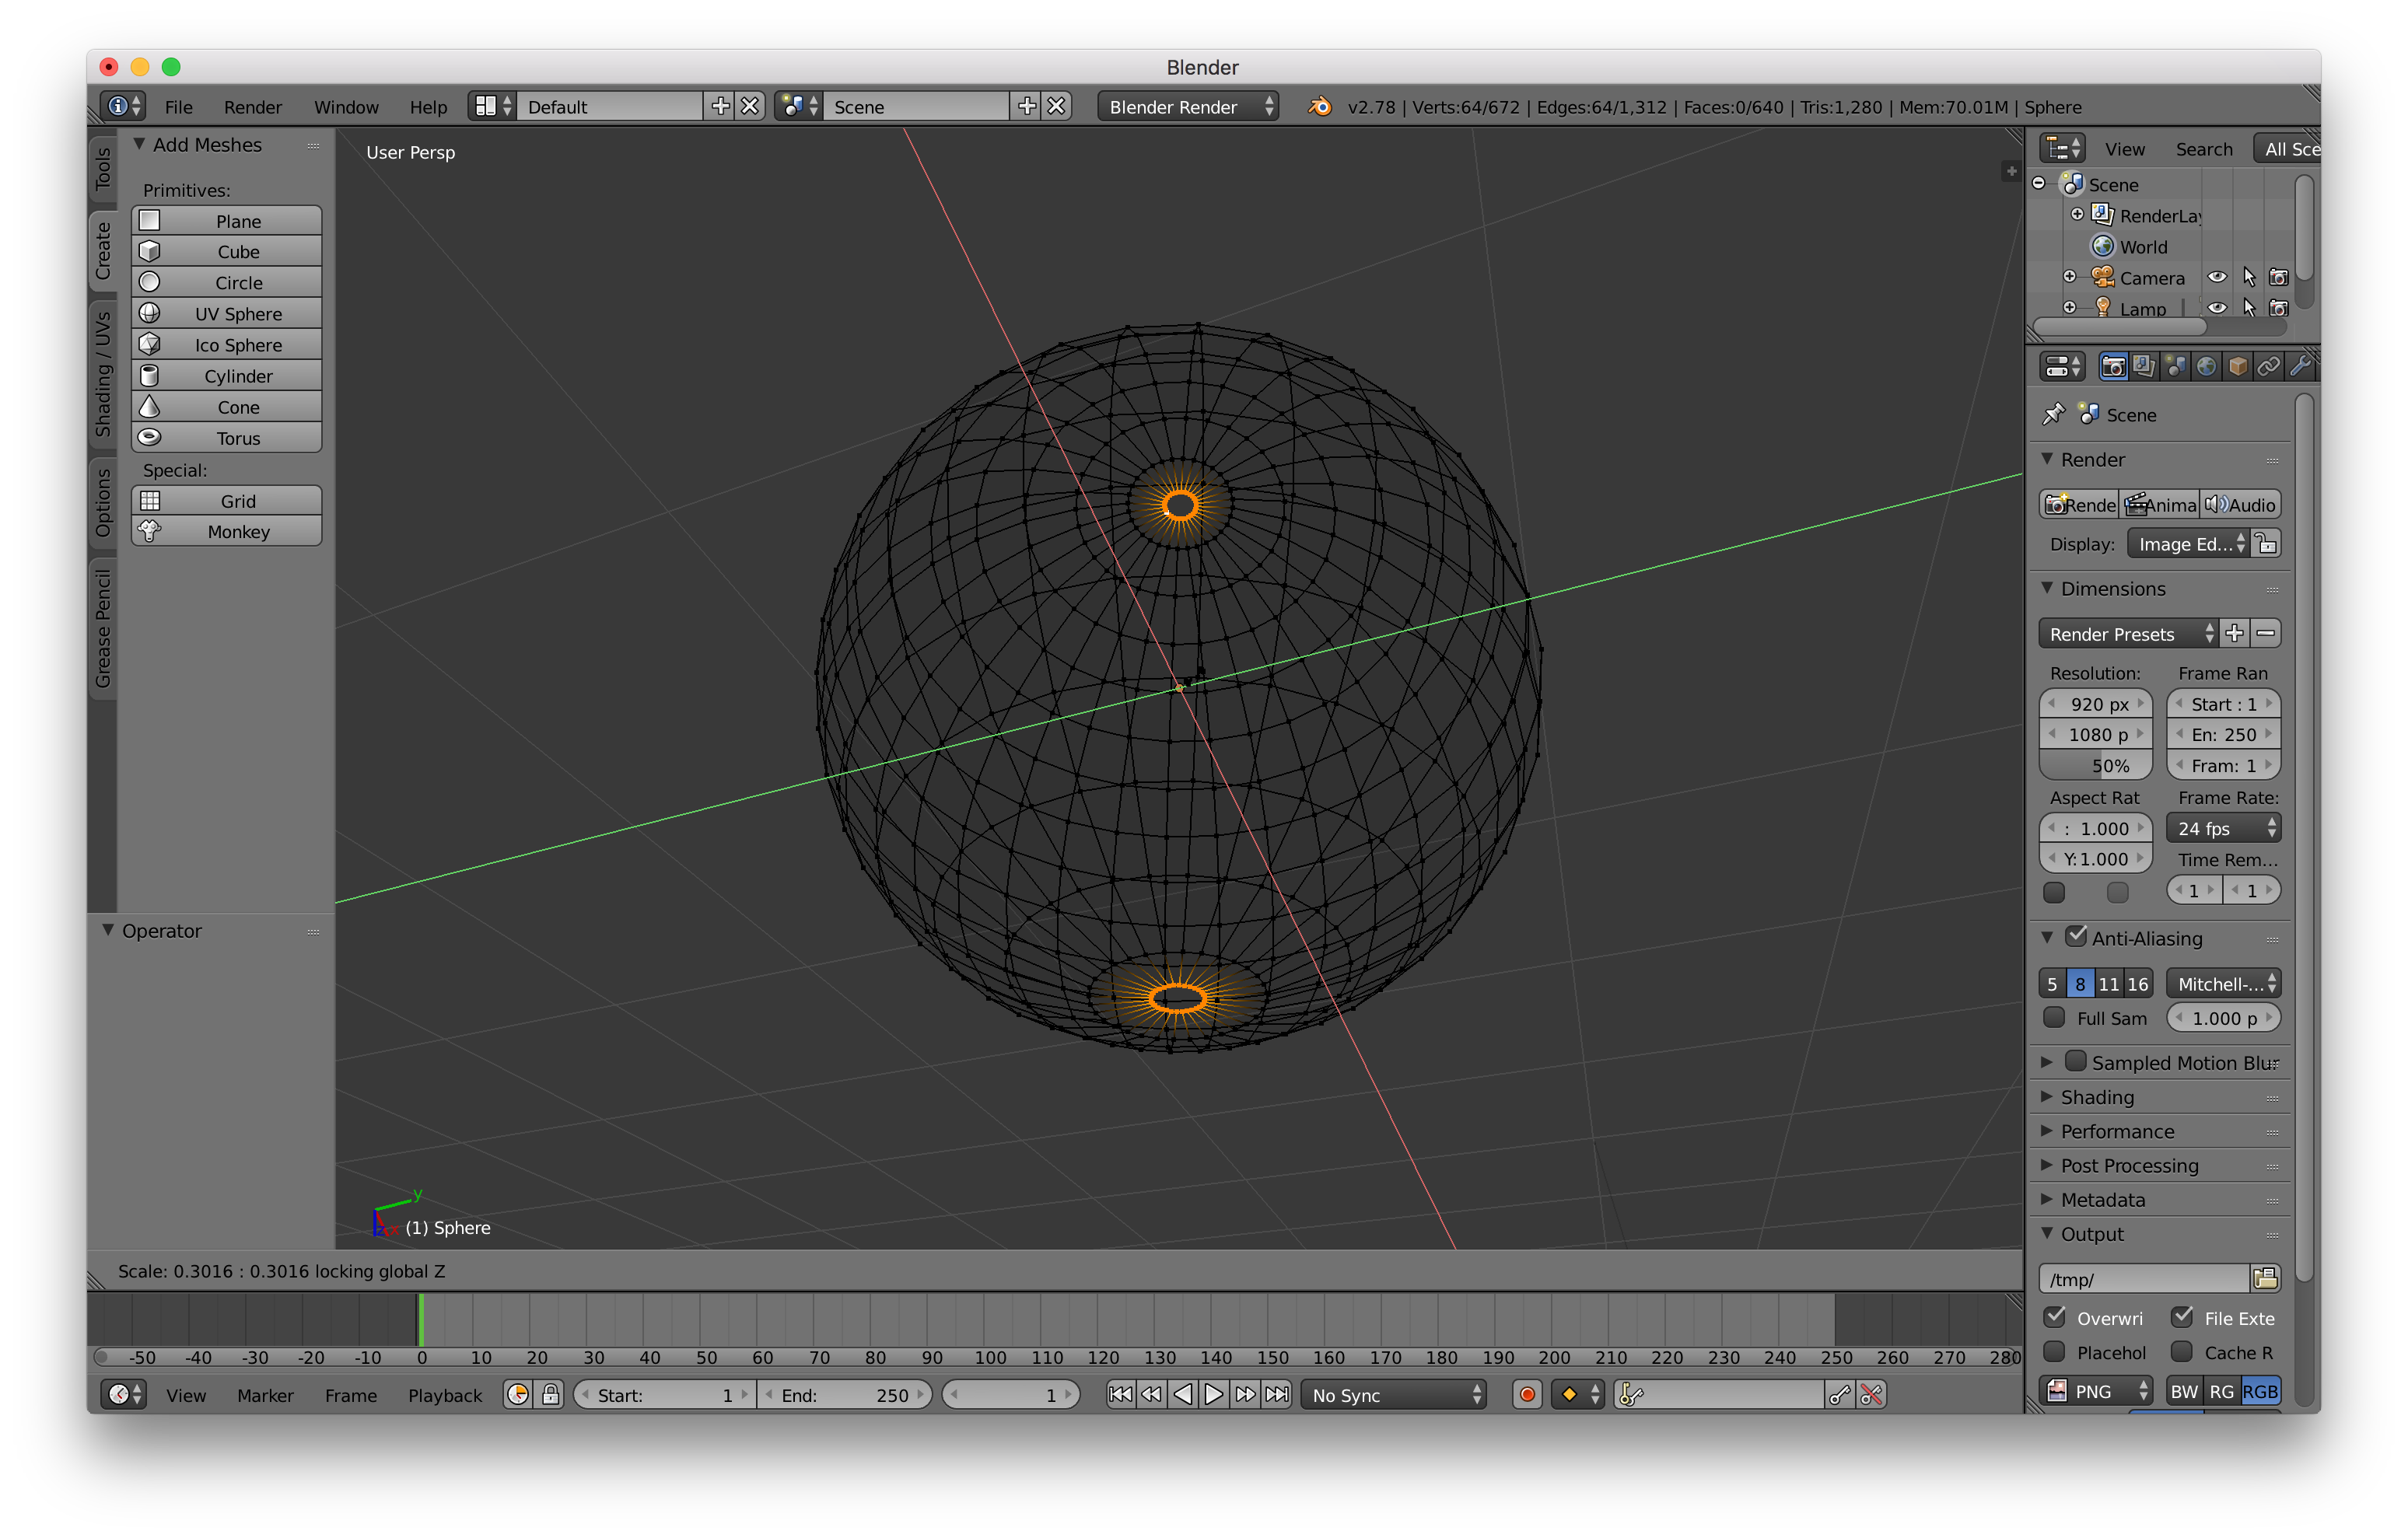 Blender
File Render Window Help Default Scene Blender Render v2.78 | Verts:64/672 | Edges:64/1,312 | Faces:0/640 | Tris:1,280 | Mem:70.01M | Sphere
Tools
Create
Shading / UVs
Options
Grease Pencil
Add Meshes
Primitives:
Plane
Cube
Circle
UV Sphere
Ico Sphere
Cylinder
Cone
Torus
Special:
Grid
Monkey
Operator
User Persp
y
x
(1) Sphere
Scale: 0.3016 : 0.3016 locking global Z
View Search All Sce
Scene
RenderLay
World
Camera
Lamp
Scene
Render
Rende Anima Audio
Display: Image Ed...
Dimensions
Render Presets
Resolution: Frame Ran
920 px Start : 1
1080 p En: 250
50% Fram: 1
Aspect Rat Frame Rate:
: 1.000 24 fps
Y: 1.000 Time Rem...
1 1
Anti-Aliasing
5 8 11 16 Mitchell-...
Full Sam 1.000 p
Sampled Motion Blur
Shading
Performance
Post Processing
Metadata
Output
/tmp/
Overwri File Exte
Placehol Cache R
PNG BW RG RGB
-50 -40 -30 -20 -10 0 10 20 30 40 50 60 70 80 90 100 110 120 130 140 150 160 170 180 190 200 210 220 230 240 250 260 270 280
View Marker Frame Playback Start: 1 End: 250 1 No Sync